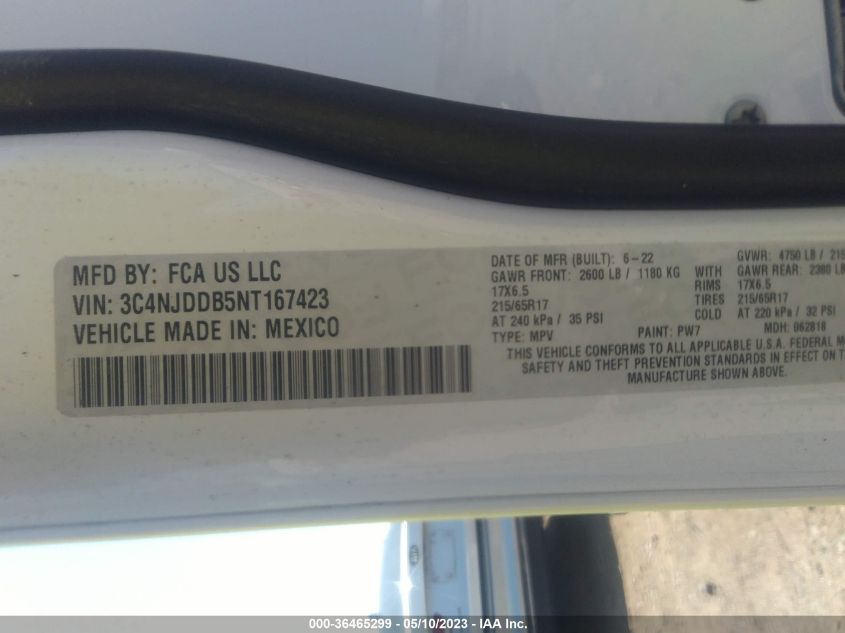 MFD BY: FCA US LLC
VIN: 3C4NJDDB5NT167423
VEHICLE MADE IN: MEXICO
DATE OF MFR (BUILT): 6-22 GVWR: 4750 LB / 215
GAWR FRONT: 2600 LB / 1180 KG WITH GAWR REAR: 2380 LB
17X6.5 RIMS 17X6.5
215/65R17 TIRES 215/65R17
AT 240 kPa / 35 PSI COLD AT 220 kPa / 32 PSI
TYPE: MPV PAINT: PW7 MDH: 062818
THIS VEHICLE CONFORMS TO ALL APPLICABLE U.S.A. FEDERAL M
SAFETY AND THEFT PREVENTION STANDARDS IN EFFECT ON T
MANUFACTURE SHOWN ABOVE.
000-36465299 - 05/10/2023 - IAA Inc.